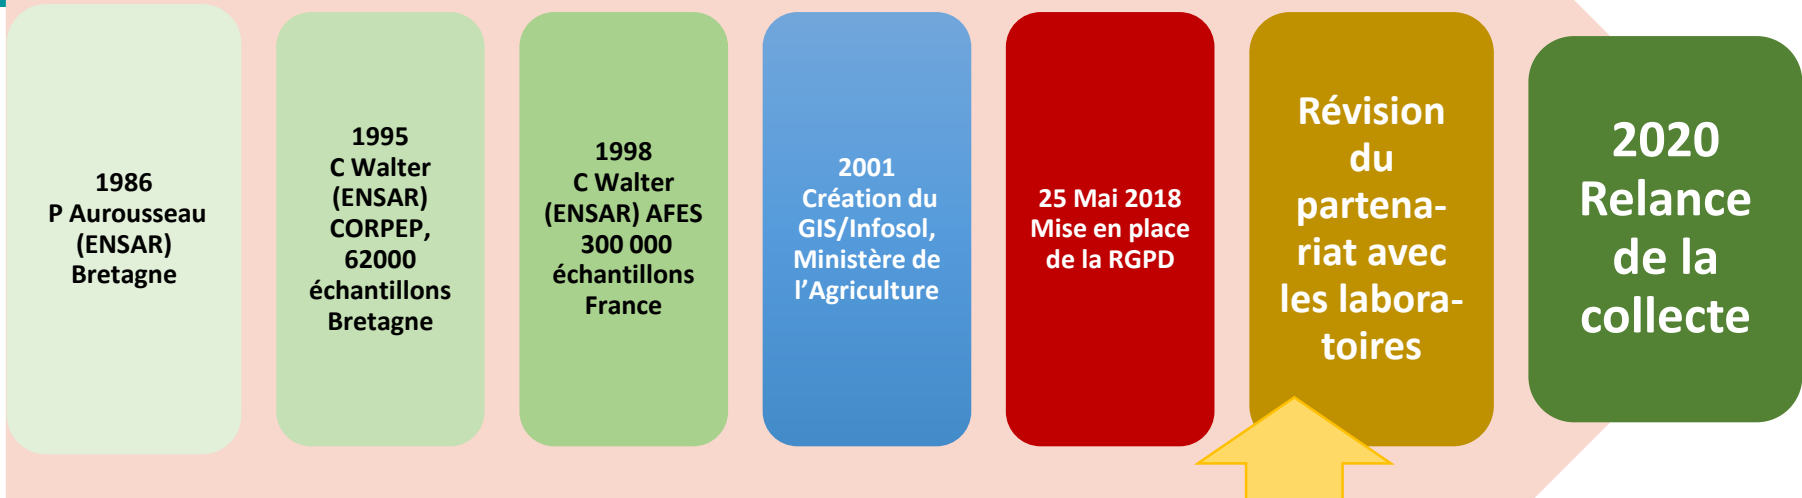 1986
P Aurousseau
(ENSAR)
Bretagne
1995
C Walter
(ENSAR)
CORPEP,
62000
échantillons
Bretagne
1998
C Walter
(ENSAR) AFES
300 000
échantillons
France
2001
Création du
GIS/Infosol,
Ministère de
l’Agriculture
25 Mai 2018
Mise en place
de la RGPD
Révision
du
partena-
riat avec
les labora-
toires
2020
Relance
de la
collecte